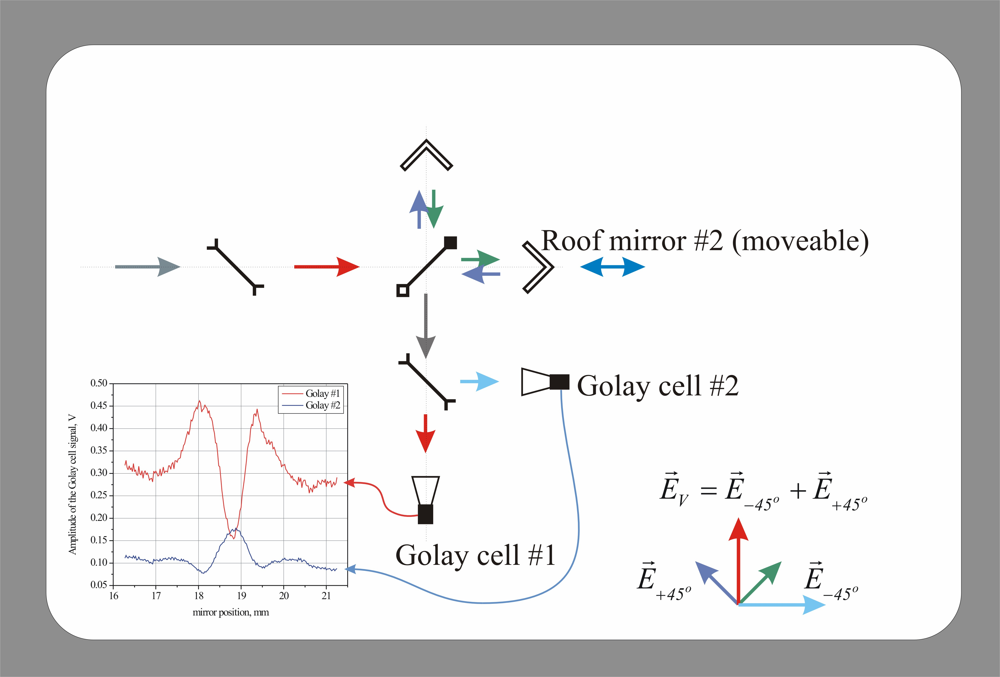 Roof mirror #2 (moveable)
Golay cell #2
Golay cell #1
E⃗_V = E⃗_−45° + E⃗_+45°
E⃗_+45°
E⃗_−45°
Golay #1
Golay #2
Amplitude of the Golay cell signal, V
0.50
0.45
0.40
0.35
0.30
0.25
0.20
0.15
0.10
0.05
16 17 18 19 20 21
mirror position, mm